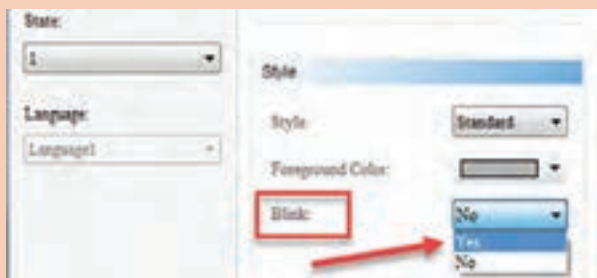 State:
1
Language:
Language1
Style
Style:
Standard
Foreground Color:
Blink:
No
Yes
No